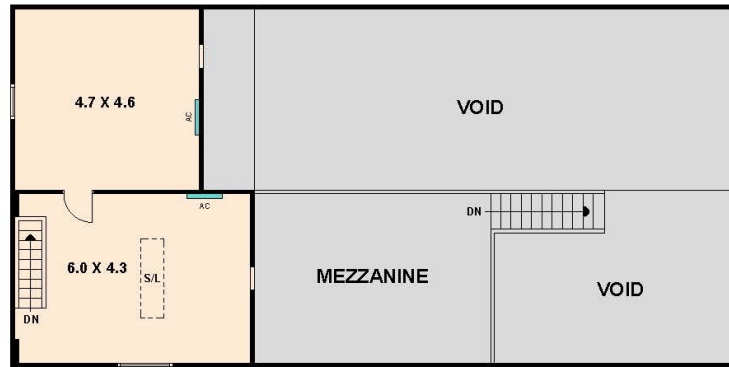 4.7 X 4.6
AC
VOID
AC
DN
6.0 X 4.3
S/L
MEZZANINE
VOID
DN